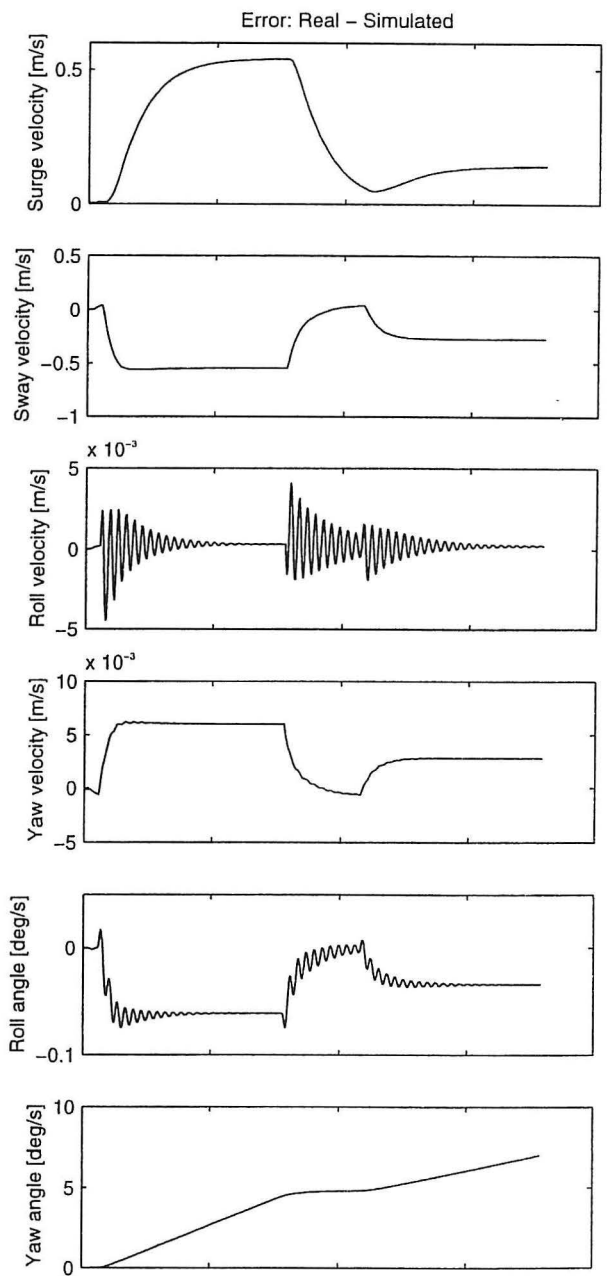 Error: Real – Simulated
Surge velocity [m/s]
0.5
0
Sway velocity [m/s]
0.5
0
−0.5
−1
x 10⁻³
Roll velocity [m/s]
5
0
−5
x 10⁻³
Yaw velocity [m/s]
10
5
0
−5
Roll angle [deg/s]
0
−0.1
Yaw angle [deg/s]
10
5
0